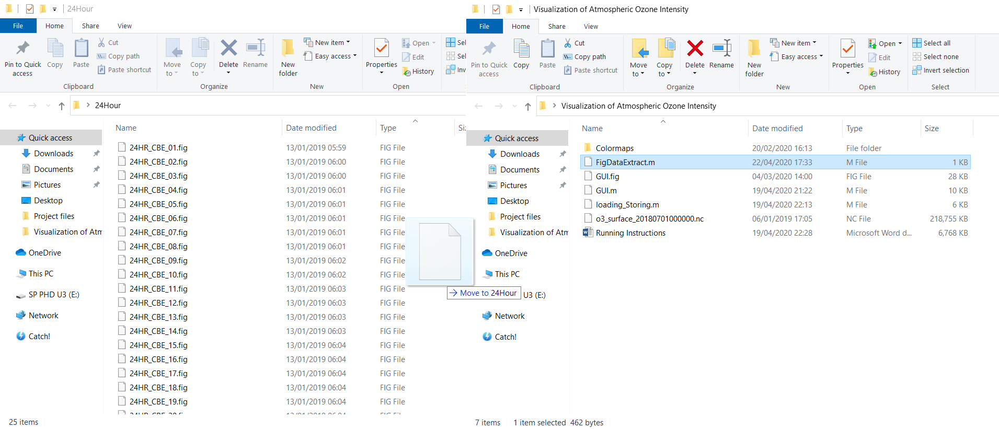 24Hour
File Home Share View
Pin to Quick access
Copy
Paste
Cut
Copy path
Paste shortcut
Clipboard
Move to
Copy to
Delete
Rename
Organize
New folder
New item
Easy access
New
Properties
Open
Edit
History
Open
24Hour
Name Date modified Type
Quick access
Downloads
Documents
Pictures
Desktop
Project files
Visualization of Atm
OneDrive
This PC
SP PHD U3 (E:)
Network
Catch!
24HR_CBE_01.fig 13/01/2019 05:59 FIG File
24HR_CBE_02.fig 13/01/2019 06:00 FIG File
24HR_CBE_03.fig 13/01/2019 06:00 FIG File
24HR_CBE_04.fig 13/01/2019 06:01 FIG File
24HR_CBE_05.fig 13/01/2019 06:01 FIG File
24HR_CBE_06.fig 13/01/2019 06:01 FIG File
24HR_CBE_07.fig 13/01/2019 06:01 FIG File
24HR_CBE_08.fig 13/01/2019 06:01 FIG File
24HR_CBE_09.fig 13/01/2019 06:02 FIG File
24HR_CBE_10.fig 13/01/2019 06:02 FIG File
24HR_CBE_11.fig 13/01/2019 06:03 FIG File
24HR_CBE_12.fig 13/01/2019 06:03 FIG File
24HR_CBE_13.fig 13/01/2019 06:03 FIG File
24HR_CBE_14.fig 13/01/2019 06:03 FIG File
24HR_CBE_15.fig 13/01/2019 06:04 FIG File
24HR_CBE_16.fig 13/01/2019 06:04 FIG File
24HR_CBE_17.fig 13/01/2019 06:04 FIG File
24HR_CBE_18.fig 13/01/2019 06:04 FIG File
24HR_CBE_19.fig 13/01/2019 06:04 FIG File
25 items
Move to 24Hour
Visualization of Atmospheric Ozone Intensity
File Home Share View
Pin to Quick access
Copy
Paste
Cut
Copy path
Paste shortcut
Clipboard
Move to
Copy to
Delete
Rename
Organize
New folder
New item
Easy access
New
Properties
Open
Edit
History
Open
Select all
Select none
Invert selection
Select
Visualization of Atmospheric Ozone Intensity
Name Date modified Type Size
Quick access
Downloads
Documents
Pictures
Desktop
Project files
Visualization of Atm
OneDrive
This PC
U3 (E:)
Network
Catch!
Colormaps 20/02/2020 16:13 File folder
FigDataExtract.m 22/04/2020 17:33 M File 1 KB
GUI.fig 04/03/2020 14:00 FIG File 28 KB
GUI.m 19/04/2020 21:22 M File 10 KB
loading_Storing.m 19/04/2020 22:13 M File 6 KB
o3_surface_20180701000000.nc 06/01/2019 17:05 NC File 218,755 KB
Running Instructions 19/04/2020 22:28 Microsoft Word d... 6,768 KB
7 items 1 item selected 462 bytes